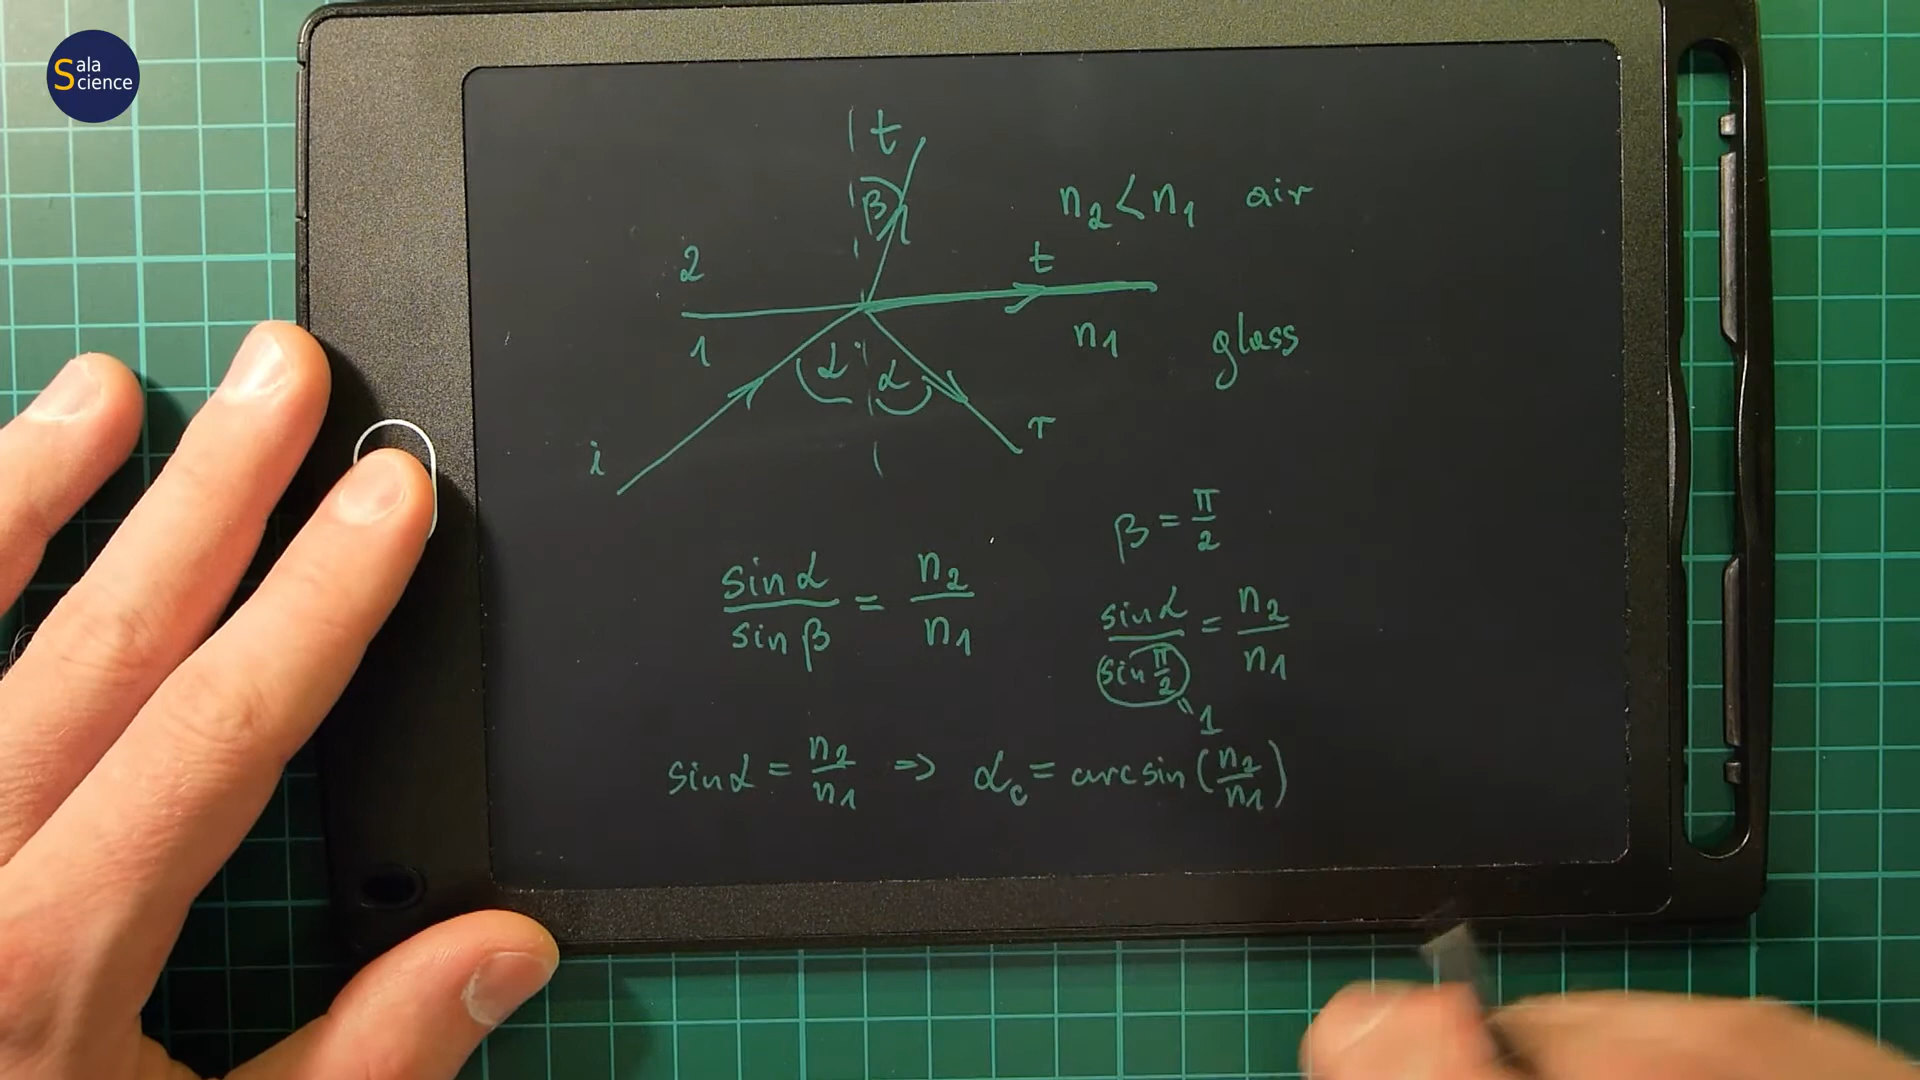 Sala
Science
t
β
n₂ < n₁ air
2
t
1
n₁
glass
α α
i
r
β = π/2
sinα/sinβ = n₂/n₁
sinα/sin π/2 = n₂/n₁
" 1
sinα = n₂/n₁ ⇒ α_c = arcsin(n₂/n₁)